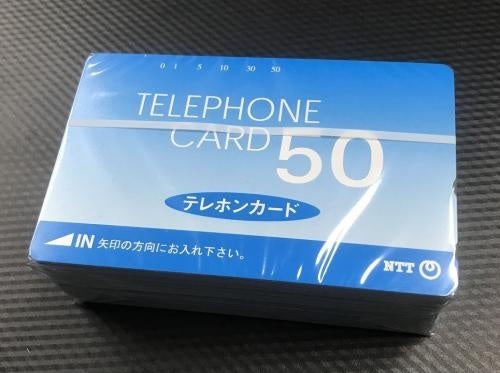 0 1 5 10 30 50
TELEPHONE
CARD 50
テレホンカード
IN 矢印の方向にお入れ下さい。
NTT